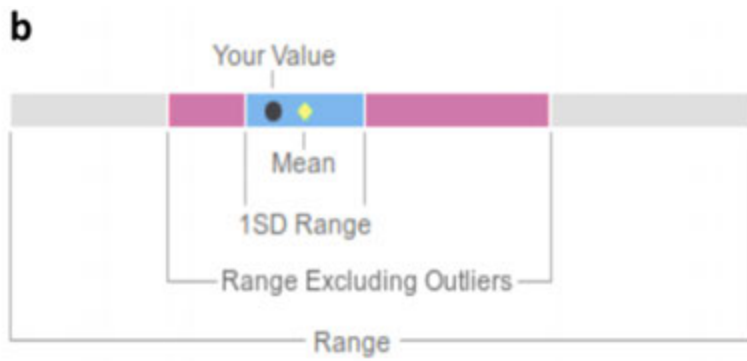 b
Your Value
Mean
1SD Range
Range Excluding Outliers
Range